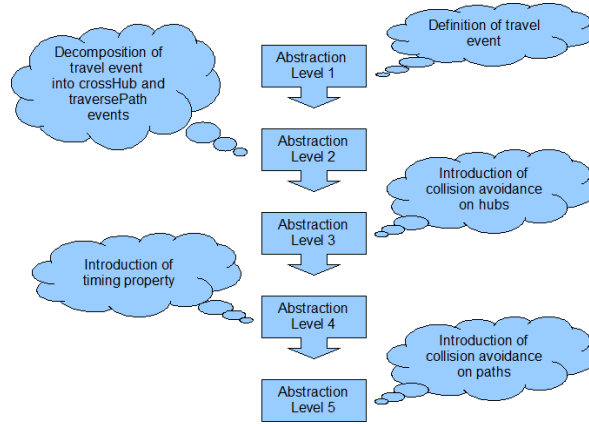 Definition of travel
event
Abstraction
Level 1
Decomposition of
travel event
into crossHub and
traversePath
events
Abstraction
Level 2
Introduction of
collision avoidance
on hubs
Abstraction
Level 3
Introduction of
timing property
Abstraction
Level 4
Introduction of
collision avoidance
on paths
Abstraction
Level 5